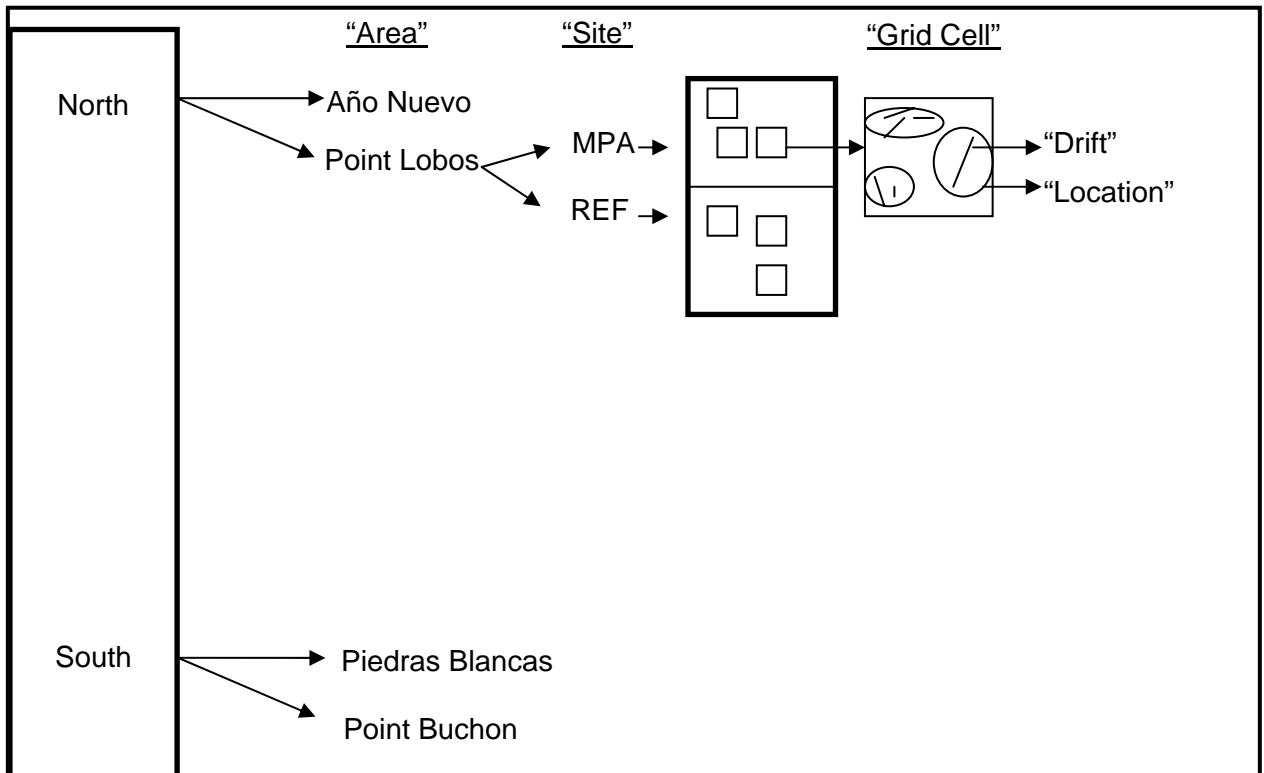 “Area” “Site” “Grid Cell”
North
Año Nuevo
Point Lobos
MPA
REF
“Drift”
“Location”
South
Piedras Blancas
Point Buchon